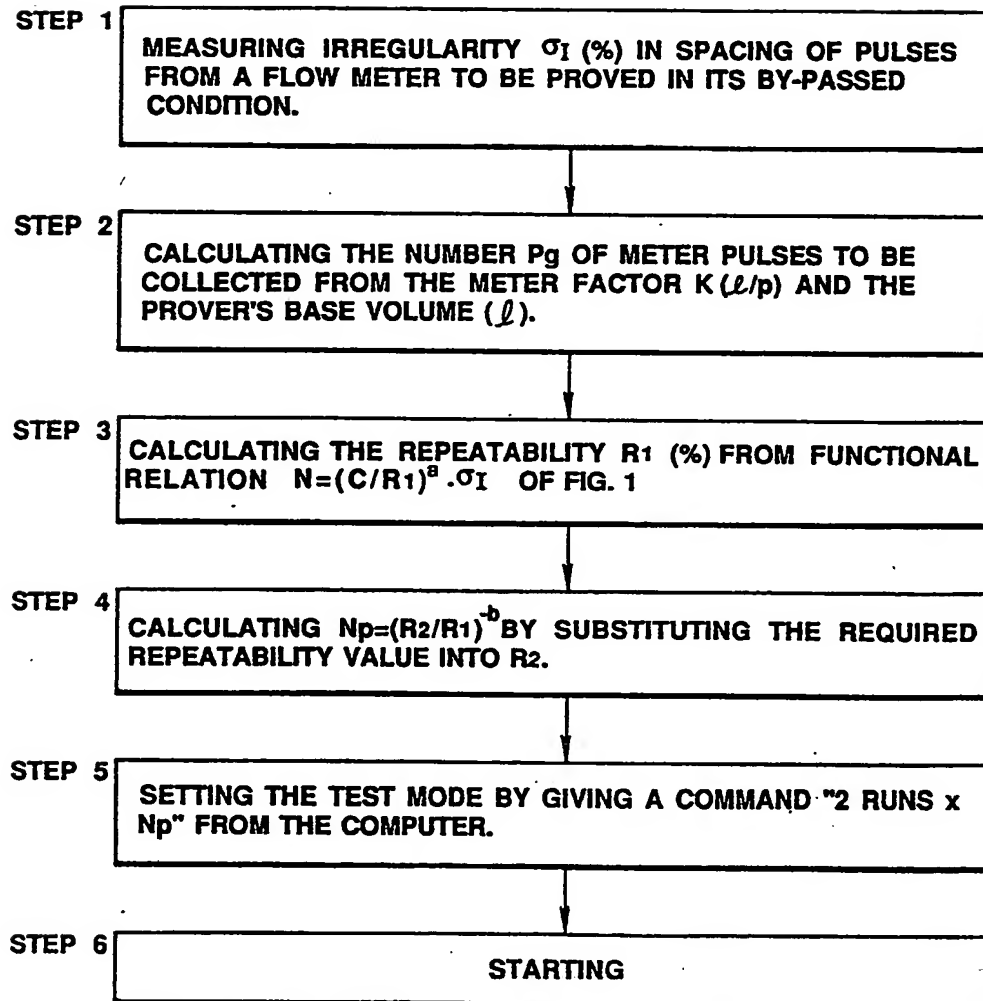 STEP 1
MEASURING IRREGULARITY σI (%) IN SPACING OF PULSES
FROM A FLOW METER TO BE PROVED IN ITS BY-PASSED
CONDITION.
STEP 2
CALCULATING THE NUMBER Pg OF METER PULSES TO BE
COLLECTED FROM THE METER FACTOR K(ℓ/p) AND THE
PROVER'S BASE VOLUME (ℓ).
STEP 3
CALCULATING THE REPEATABILITY R1 (%) FROM FUNCTIONAL
RELATION N=(C/R1)^a ·σI OF FIG. 1
STEP 4
CALCULATING Np=(R2/R1)^-b BY SUBSTITUTING THE REQUIRED
REPEATABILITY VALUE INTO R2.
STEP 5
SETTING THE TEST MODE BY GIVING A COMMAND "2 RUNS x
Np" FROM THE COMPUTER.
STEP 6
STARTING